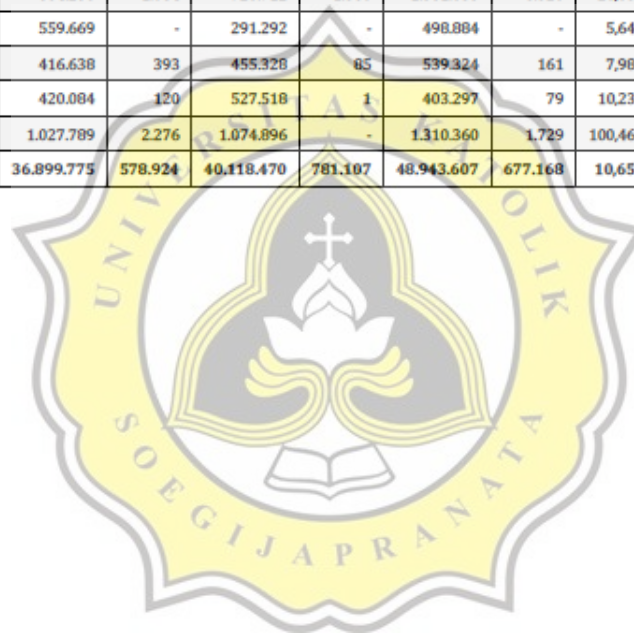 559.669 - 291.292 - 498.884 - 5,64
416.638 393 455.328 85 539.324 161 7,98
420.084 120 527.518 1 403.297 79 10,23
1.027.789 2.276 1.074.896 - 1.310.360 1.729 100,46
36.899.775 578.924 40.118.470 781.107 48.943.607 677.168 10,65
UNIVERSITAS KATOLIK
SOEGIJAPRANATA